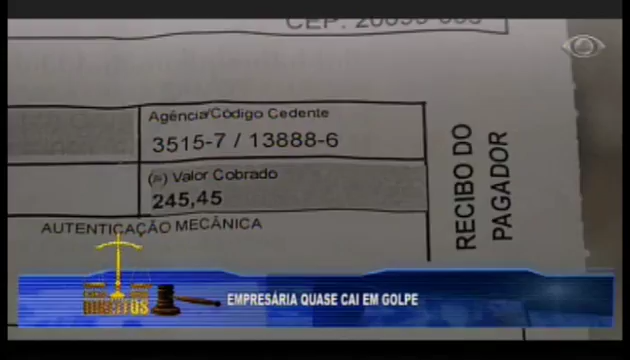 Agência/Código Cedente
3515-7 / 13888-6
(=) Valor Cobrado
245,45
AUTENTICAÇÃO MECÂNICA
RECIBO DO
PAGADOR
DIREITOS
EMPRESÁRIA QUASE CAI EM GOLPE